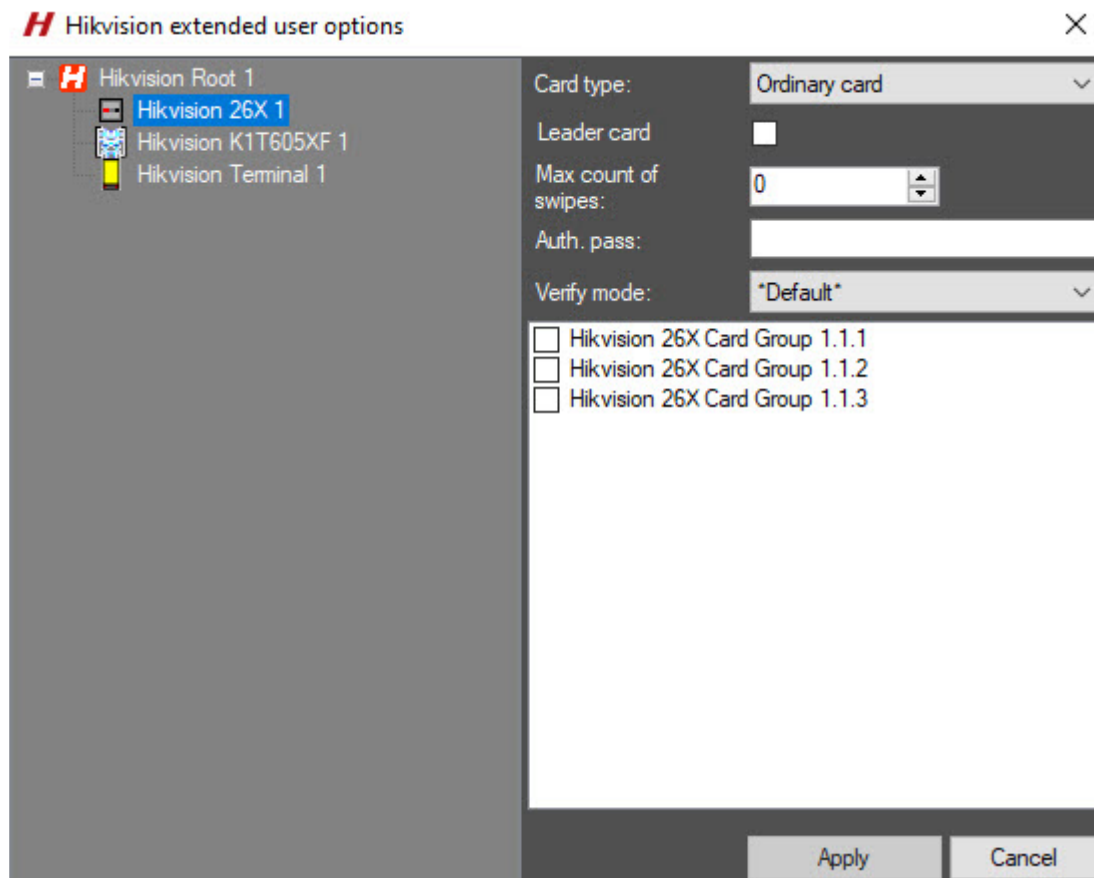 Hikvision extended user options
Hikvision Root 1
Hikvision 26X 1
Hikvision K1T605XF 1
Hikvision Terminal 1
Card type:
Ordinary card
Leader card
Max count of
swipes:
0
Auth. pass:
Verify mode:
*Default*
Hikvision 26X Card Group 1.1.1
Hikvision 26X Card Group 1.1.2
Hikvision 26X Card Group 1.1.3
Apply
Cancel